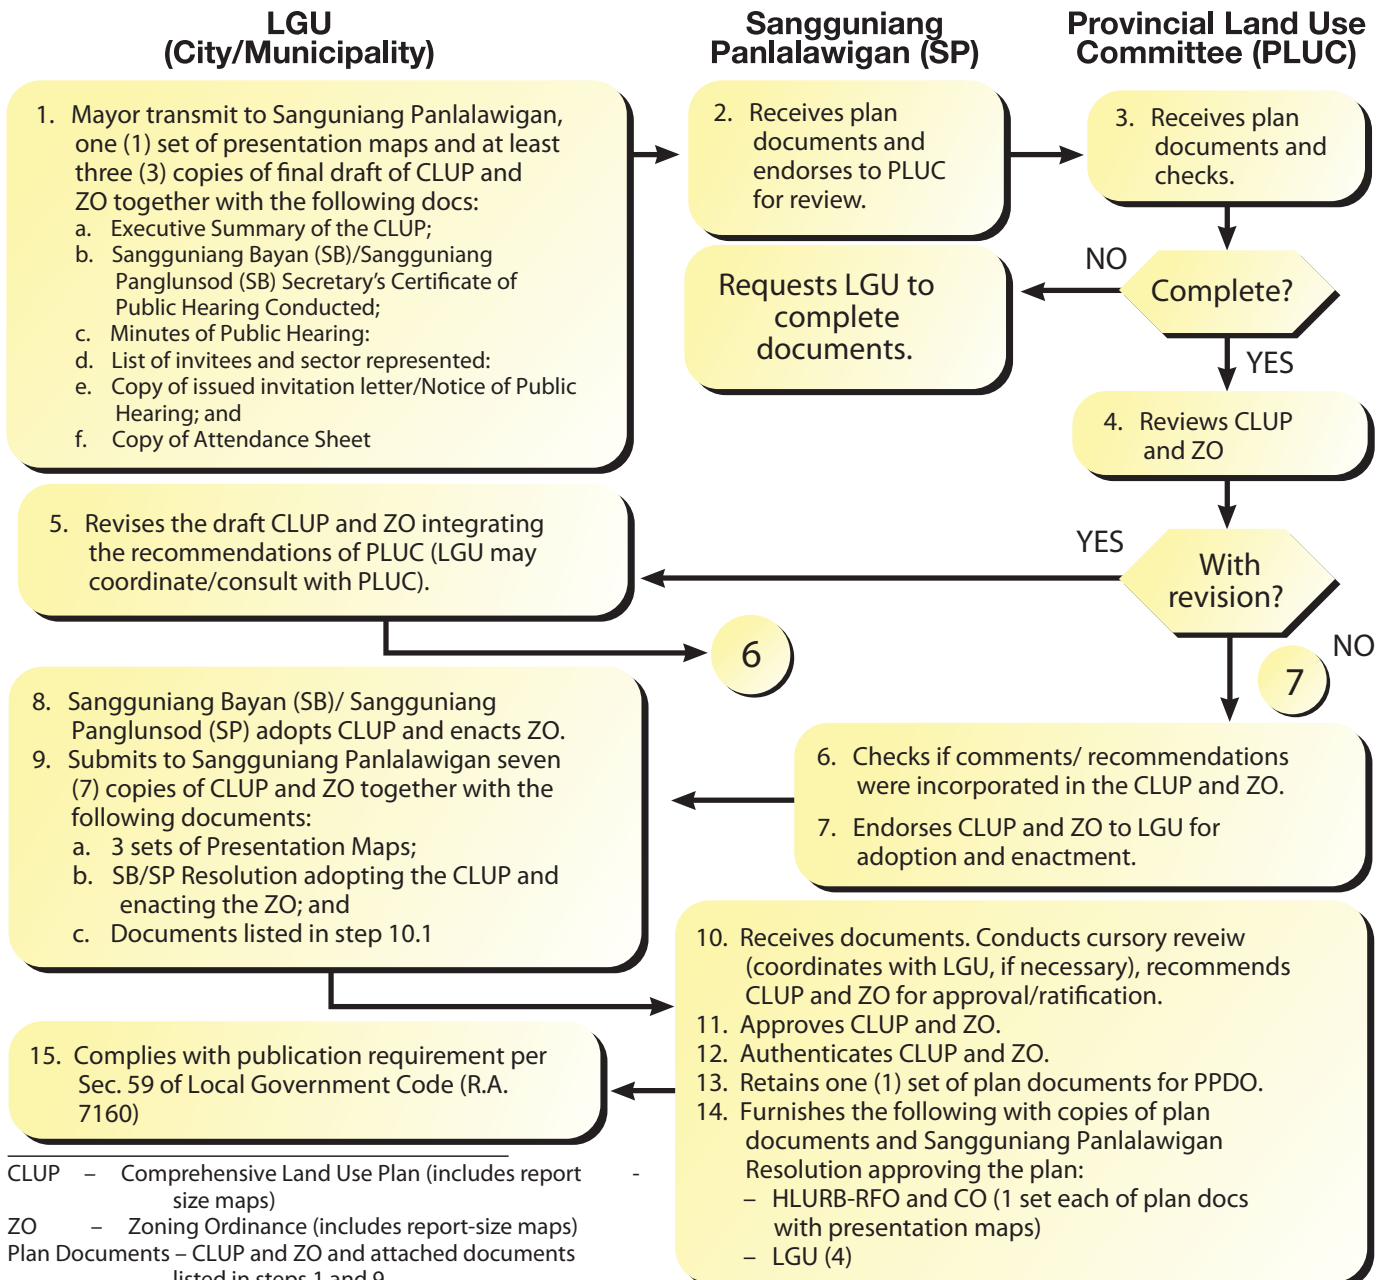 LGU
(City/Municipality)
Sangguniang
Panlalawigan (SP)
Provincial Land Use
Committee (PLUC)
1. Mayor transmit to Sanguniang Panlalawigan,
one (1) set of presentation maps and at least
three (3) copies of final draft of CLUP and
ZO together with the following docs:
a. Executive Summary of the CLUP;
b. Sangguniang Bayan (SB)/Sangguniang
Panglunsod (SB) Secretary's Certificate of
Public Hearing Conducted;
c. Minutes of Public Hearing:
d. List of invitees and sector represented:
e. Copy of issued invitation letter/Notice of Public
Hearing; and
f. Copy of Attendance Sheet
2. Receives plan
documents and
endorses to PLUC
for review.
3. Receives plan
documents and
checks.
NO
Complete?
Requests LGU to
complete
documents.
YES
4. Reviews CLUP
and ZO
5. Revises the draft CLUP and ZO integrating
the recommendations of PLUC (LGU may
coordinate/consult with PLUC).
YES
With
revision?
NO
6
7
8. Sangguniang Bayan (SB)/ Sangguniang
Panglunsod (SP) adopts CLUP and enacts ZO.
9. Submits to Sangguniang Panlalawigan seven
(7) copies of CLUP and ZO together with the
following documents:
a. 3 sets of Presentation Maps;
b. SB/SP Resolution adopting the CLUP and
enacting the ZO; and
c. Documents listed in step 10.1
6. Checks if comments/ recommendations
were incorporated in the CLUP and ZO.
7. Endorses CLUP and ZO to LGU for
adoption and enactment.
10. Receives documents. Conducts cursory reveiw
(coordinates with LGU, if necessary), recommends
CLUP and ZO for approval/ratification.
11. Approves CLUP and ZO.
12. Authenticates CLUP and ZO.
13. Retains one (1) set of plan documents for PPDO.
14. Furnishes the following with copies of plan
documents and Sangguniang Panlalawigan
Resolution approving the plan:
– HLURB-RFO and CO (1 set each of plan docs
with presentation maps)
– LGU (4)
15. Complies with publication requirement per
Sec. 59 of Local Government Code (R.A.
7160)
CLUP – Comprehensive Land Use Plan (includes report -
size maps)
ZO – Zoning Ordinance (includes report-size maps)
Plan Documents – CLUP and ZO and attached documents
listed in steps 1 and 9